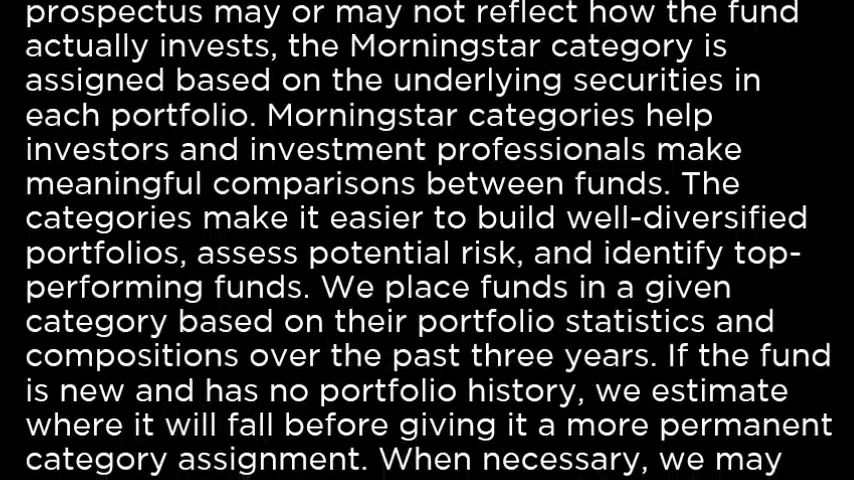 prospectus may or may not reflect how the fund
actually invests, the Morningstar category is
assigned based on the underlying securities in
each portfolio. Morningstar categories help
investors and investment professionals make
meaningful comparisons between funds. The
categories make it easier to build well-diversified
portfolios, assess potential risk, and identify top-
performing funds. We place funds in a given
category based on their portfolio statistics and
compositions over the past three years. If the fund
is new and has no portfolio history, we estimate
where it will fall before giving it a more permanent
category assignment. When necessary, we may